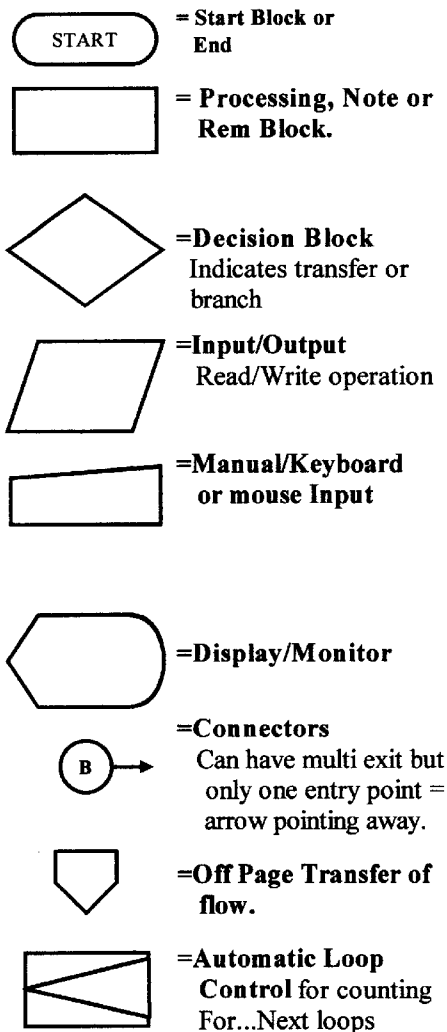 START
= Start Block or
End
= Processing, Note or
Rem Block.
=Decision Block
Indicates transfer or
branch
=Input/Output
Read/Write operation
=Manual/Keyboard
or mouse Input
=Display/Monitor
=Connectors
B
Can have multi exit but
only one entry point =
arrow pointing away.
=Off Page Transfer of
flow.
=Automatic Loop
Control for counting
For...Next loops